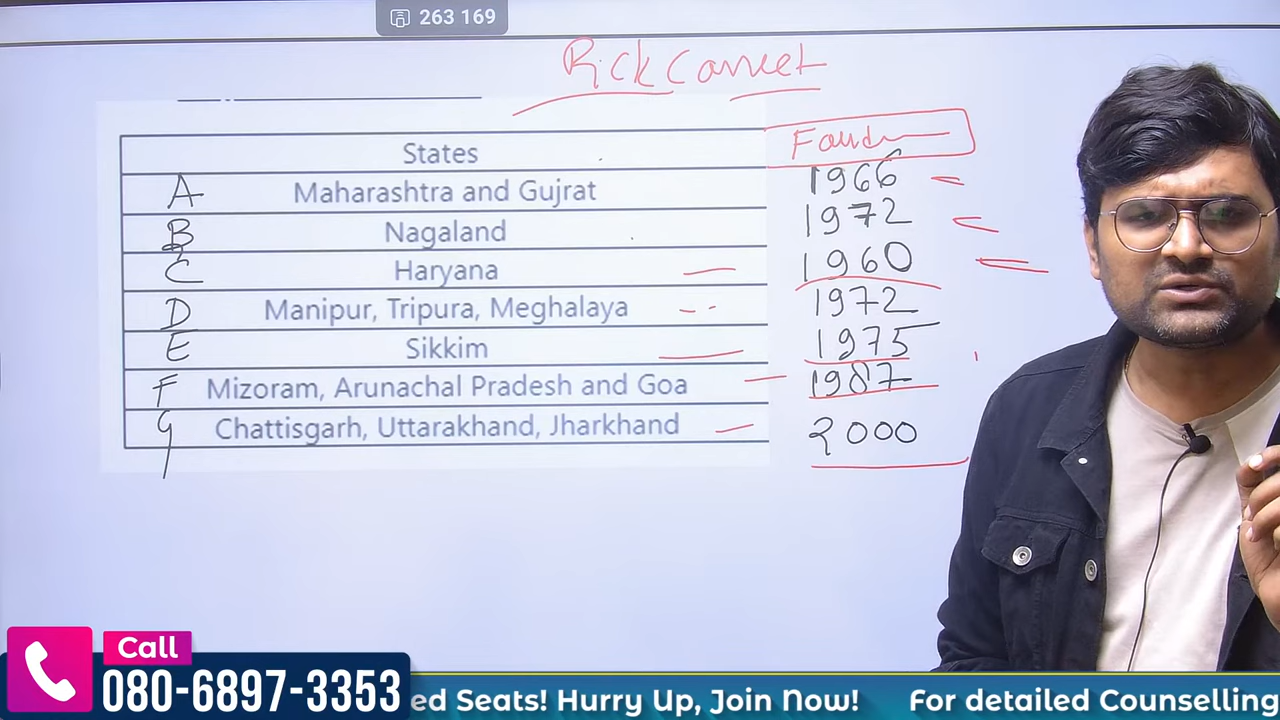 263 169
Pick Correct
States Found
A Maharashtra and Gujrat 1966
B Nagaland 1972
C Haryana 1960
D Manipur, Tripura, Meghalaya 1972
E Sikkim 1975
F Mizoram, Arunachal Pradesh and Goa 1987
G Chattisgarh, Uttarakhand, Jharkhand 2000
Call
080-6897-3353
ed Seats! Hurry Up, Join Now! For detailed Counselling